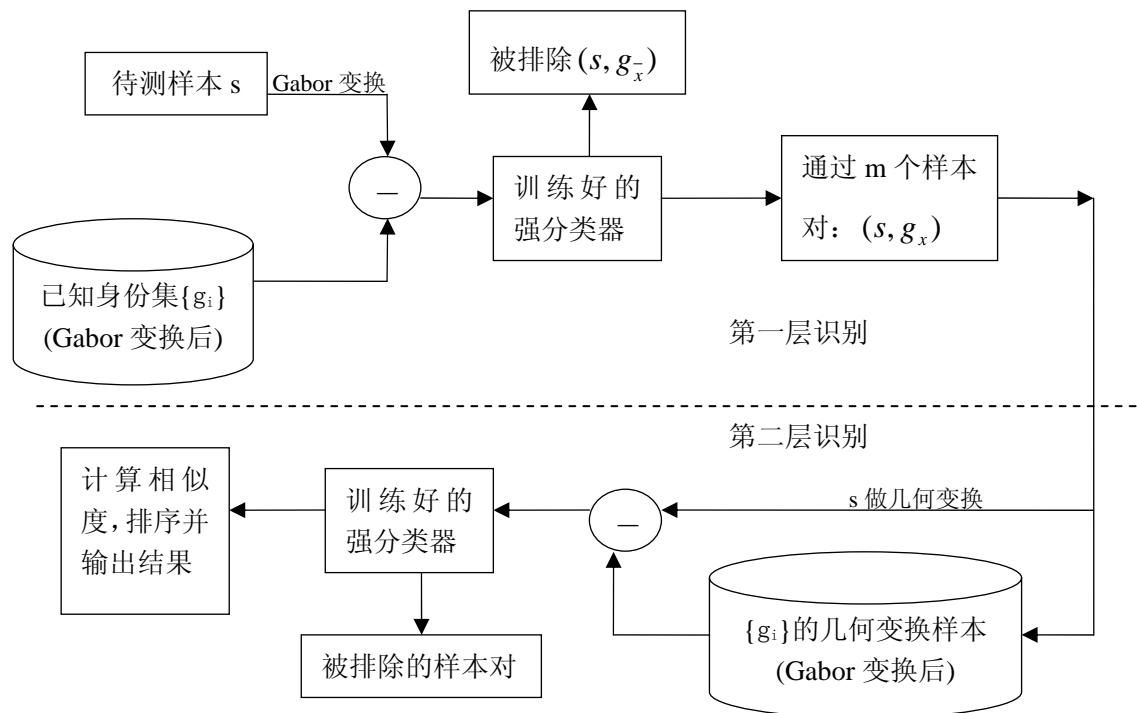 被排除(s, g_x̄)
待测样本 s
Gabor 变换
通过 m 个样本
对：(s, g_x)
训练好的
强分类器
—
已知身份集{g_i}
(Gabor 变换后)
第一层识别
第二层识别
计算相似
度，排序并
输出结果
训练好的
强分类器
—
s 做几何变换
{g_i}的几何变换样本
(Gabor 变换后)
被排除的样本对